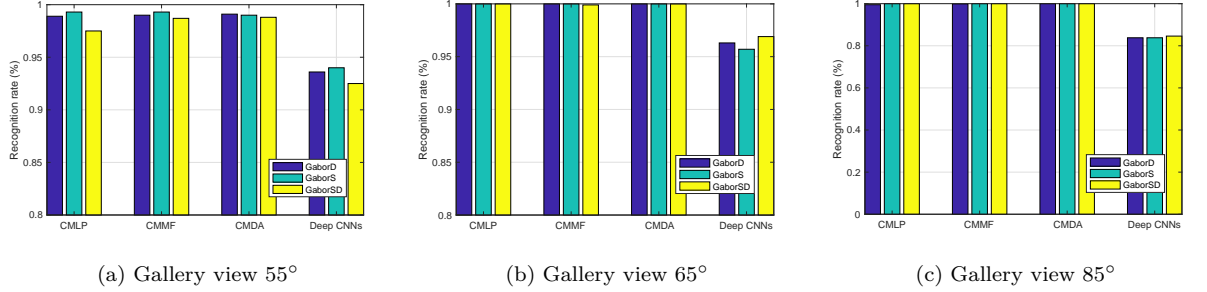 1
0.95
0.9
0.85
0.8
Recognition rate (%)
GaborD
GaborS
GaborSD
CMLP CMMF CMDA Deep CNNs
(a) Gallery view 55°
1
0.95
0.9
0.85
0.8
Recognition rate (%)
GaborD
GaborS
GaborSD
CMLP CMMF CMDA Deep CNNs
(b) Gallery view 65°
1
0.8
0.6
0.4
0.2
0
Recognition rate (%)
GaborD
GaborS
GaborSD
CMLP CMMF CMDA Deep CNNs
(c) Gallery view 85°